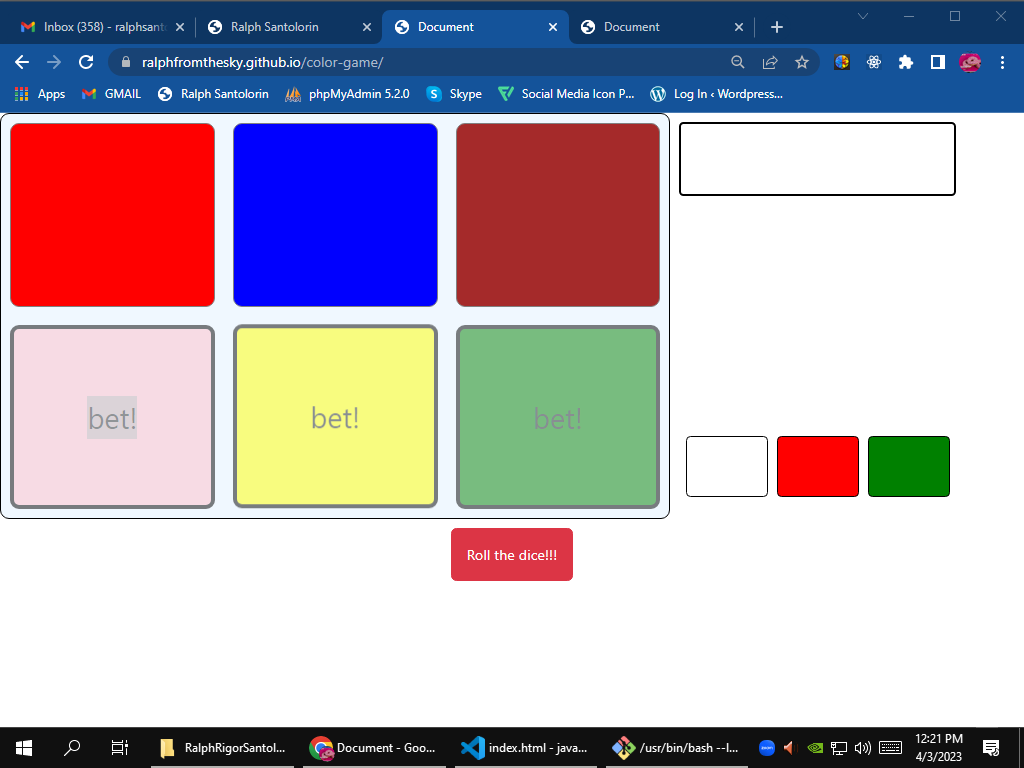 Inbox (358) - ralphsant
Ralph Santolorin
Document
Document
ralphfromthesky.github.io/color-game/
Apps
GMAIL
Ralph Santolorin
phpMyAdmin 5.2.0
Skype
Social Media Icon P...
Log In ‹ Wordpress...
bet!
bet!
bet!
Roll the dice!!!
RalphRigorSantol...
Document - Goo...
index.html - java...
/usr/bin/bash --l...
zoom
12:21 PM
4/3/2023